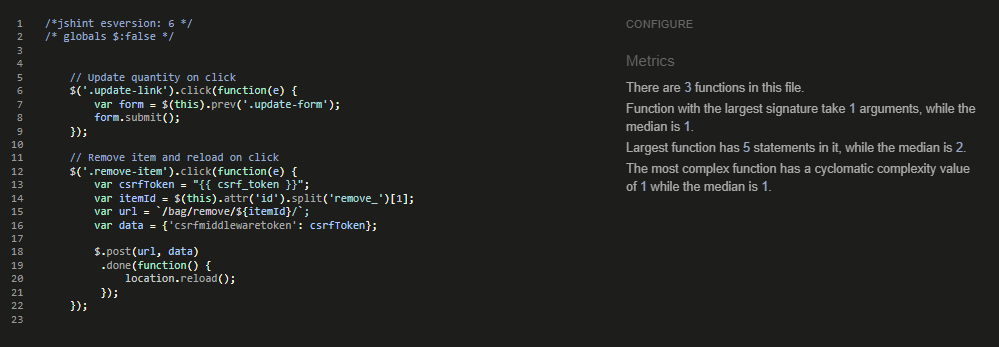 1 /*jshint esversion: 6 */
2 /* globals $:false */
3
4
5 // Update quantity on click
6 $('.update-link').click(function(e) {
7 var form = $(this).prev('.update-form');
8 form.submit();
9 });
10
11 // Remove item and reload on click
12 $('.remove-item').click(function(e) {
13 var csrfToken = "{{ csrf_token }}";
14 var itemId = $(this).attr('id').split('remove_')[1];
15 var url = `/bag/remove/${itemId}/`;
16 var data = {'csrfmiddlewaretoken': csrfToken};
17
18 $.post(url, data)
19 .done(function() {
20 location.reload();
21 });
22 });
23
CONFIGURE
Metrics
There are 3 functions in this file.
Function with the largest signature take 1 arguments, while the
median is 1.
Largest function has 5 statements in it, while the median is 2.
The most complex function has a cyclomatic complexity value
of 1 while the median is 1.